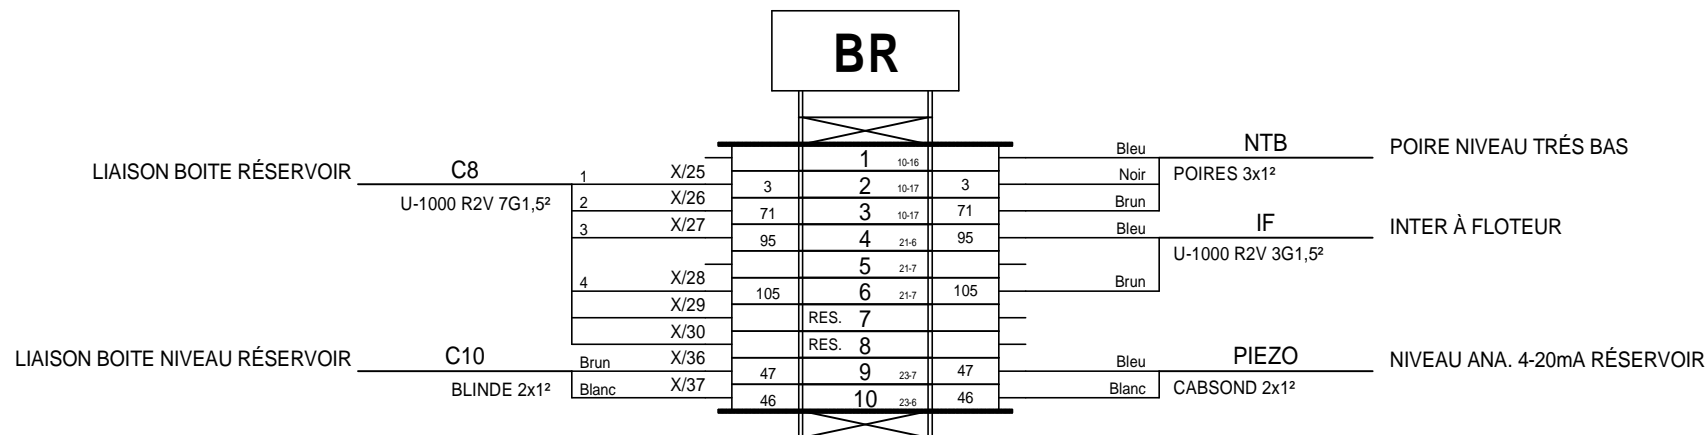 BR
Bleu NTB POIRE NIVEAU TRÉS BAS
1 10-16
LIAISON BOITE RÉSERVOIR C8 1 X/25 3 2 10-17 3 Noir POIRES 3x1²
U-1000 R2V 7G1,5² 2 X/26 71 3 10-17 71 Brun
3 X/27 95 4 21-6 95 Bleu IF INTER À FLOTEUR
U-1000 R2V 3G1,5²
5 21-7
4 X/28 105 6 21-7 105 Brun
X/29 RES. 7
X/30 RES. 8
LIAISON BOITE NIVEAU RÉSERVOIR C10 Brun X/36 47 9 23-7 47 Bleu PIEZO NIVEAU ANA. 4-20mA RÉSERVOIR
BLINDE 2x1² Blanc X/37 46 10 23-6 46 Blanc CABSOND 2x1²